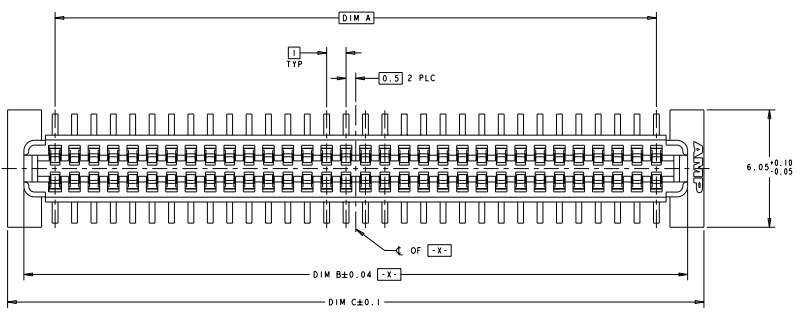 DIM A
1
TYP
0.5 2 PLC
AMP
6.05 +0.10 -0.05
℄ OF -X-
DIM B±0.04 -X-
DIM C±0.1